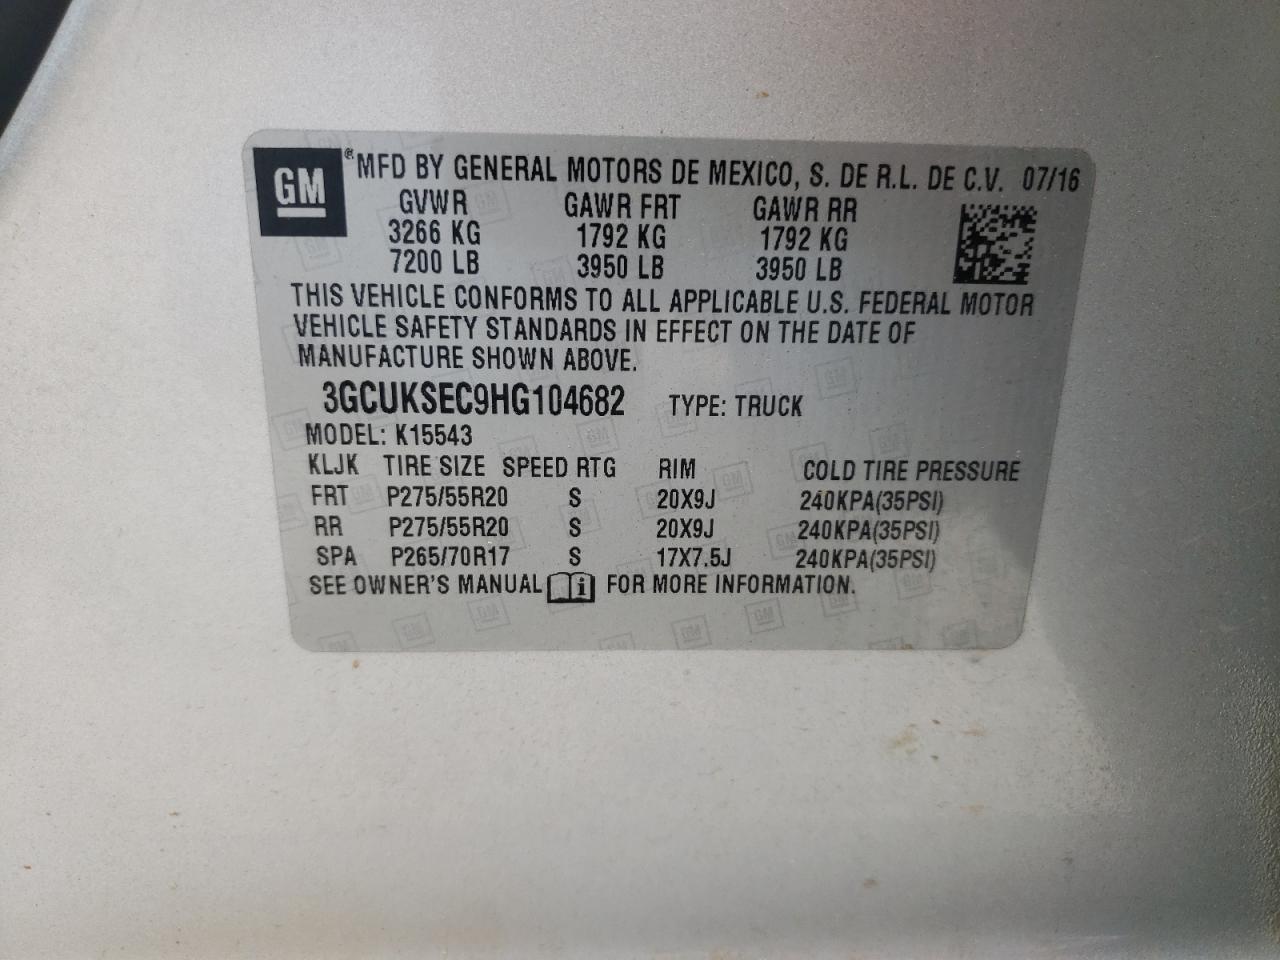 GM ® MFD BY GENERAL MOTORS DE MEXICO, S. DE R.L. DE C.V. 07/16
GVWR GAWR FRT GAWR RR
3266 KG 1792 KG 1792 KG
7200 LB 3950 LB 3950 LB
THIS VEHICLE CONFORMS TO ALL APPLICABLE U.S. FEDERAL MOTOR
VEHICLE SAFETY STANDARDS IN EFFECT ON THE DATE OF
MANUFACTURE SHOWN ABOVE.
3GCUKSEC9HG104682 TYPE: TRUCK
MODEL: K15543
KLJK TIRE SIZE SPEED RTG RIM COLD TIRE PRESSURE
FRT P275/55R20 S 20X9J 240KPA(35PSI)
RR P275/55R20 S 20X9J 240KPA(35PSI)
SPA P265/70R17 S 17X7.5J 240KPA(35PSI)
SEE OWNER'S MANUAL i FOR MORE INFORMATION.